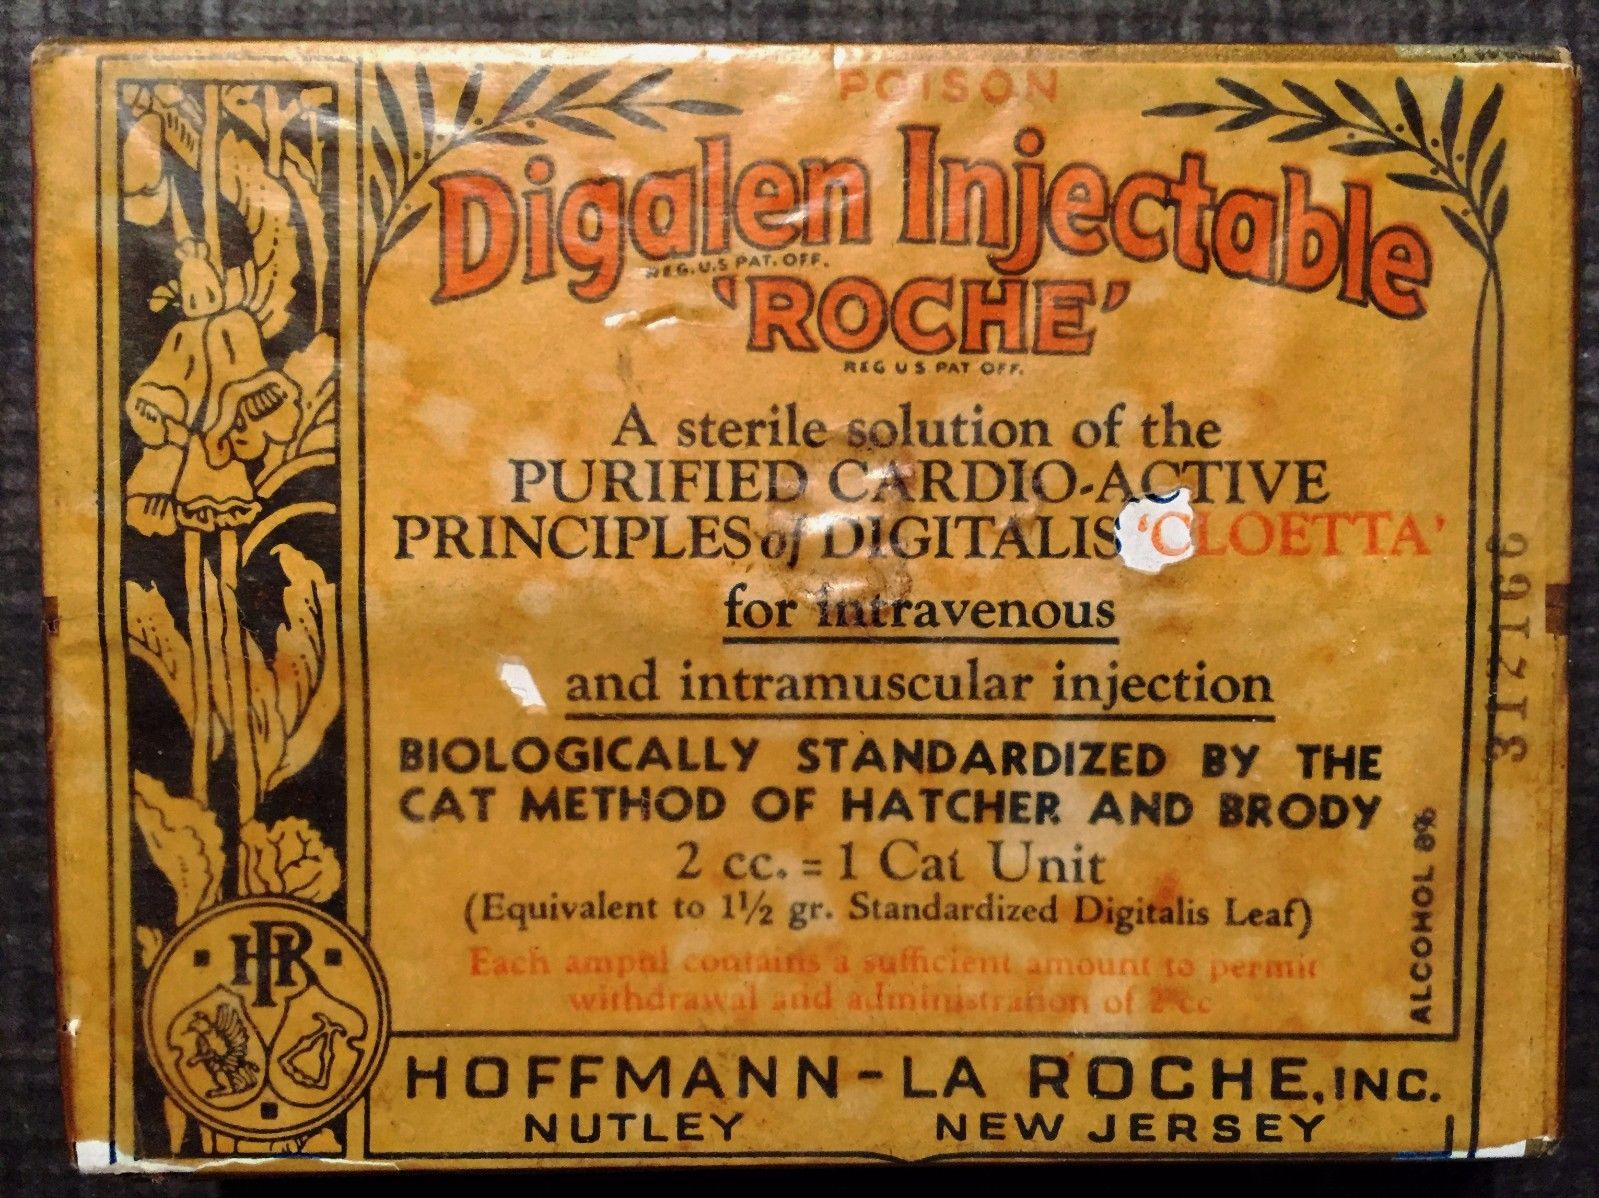 POISON
Digalen Injectable
REG.U.S PAT.OFF.
'ROCHE'
REG U S PAT OFF.
A sterile solution of the
PURIFIED CARDIO-ACTIVE
PRINCIPLES of DIGITALIS 'CLOETTA'
for intravenous
and intramuscular injection
BIOLOGICALLY STANDARDIZED BY THE
CAT METHOD OF HATCHER AND BRODY
2 cc. = 1 Cat Unit
(Equivalent to 1½ gr. Standardized Digitalis Leaf)
Each ampul contains a sufficient amount to permit
withdrawal and administration of 2 cc
ALCOHOL 8%
312166
HLR
HOFFMANN-LA ROCHE, INC.
NUTLEY NEW JERSEY